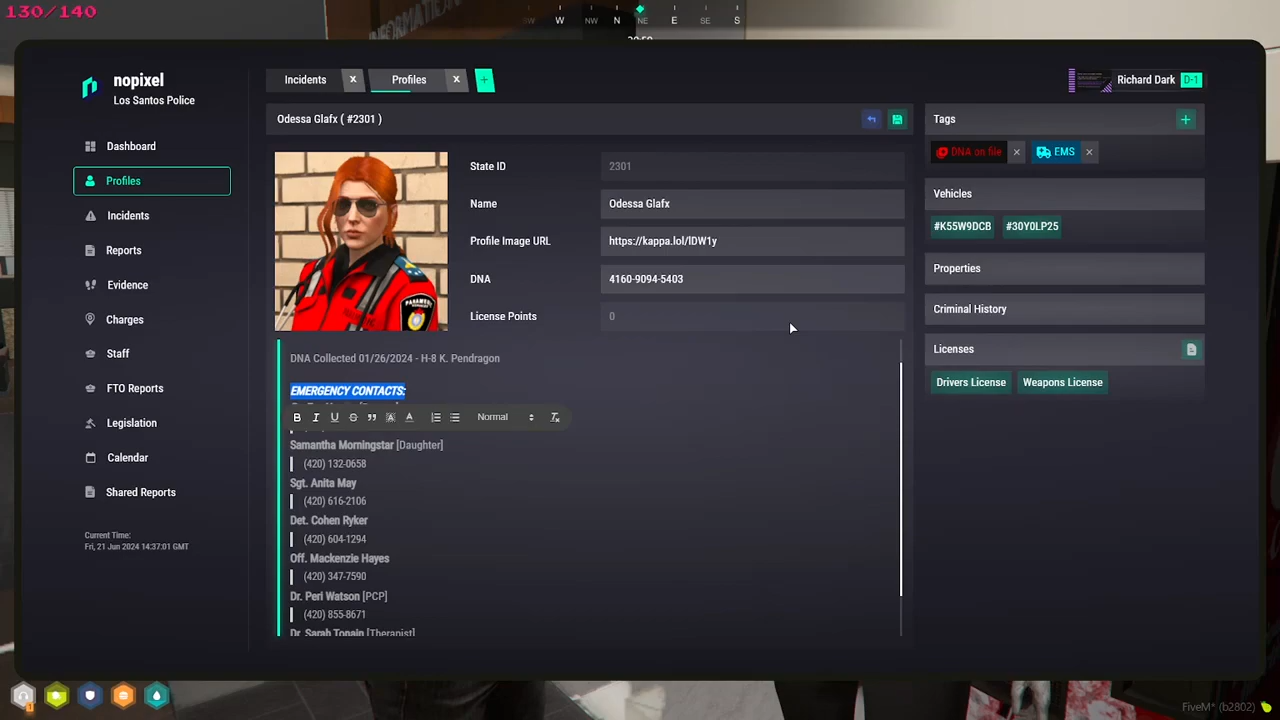 130/140
INFORMATION
SW W NW N NE E SE S
nopixel
Los Santos Police
Dashboard
Profiles
Incidents
Reports
Evidence
Charges
Staff
FTO Reports
Legislation
Calendar
Shared Reports
Current Time:
Fri, 21 Jun 2024 14:37:01 GMT
Incidents x Profiles x +
Richard Dark D-1
Odessa Glafx ( #2301 )
State ID 2301
Name Odessa Glafx
Profile Image URL https://kappa.lol/lDW1y
DNA 4160-9094-5403
License Points 0
PARAMEDIC
DNA Collected 01/26/2024 - H-8 K. Pendragon
EMERGENCY CONTACTS:
B I U S A A Normal Tx
Samantha Morningstar [Daughter]
(420) 132-0658
Sgt. Anita May
(420) 616-2106
Det. Cohen Ryker
(420) 604-1294
Off. Mackenzie Hayes
(420) 347-7590
Dr. Peri Watson [PCP]
(420) 855-8671
Dr. Sarah Tonain [Therapist]
Tags +
DNA on file × EMS ×
Vehicles
#K55W9DCB #30Y0LP25
Properties
Criminal History
Licenses
Drivers License Weapons License
FiveM* (b2802)